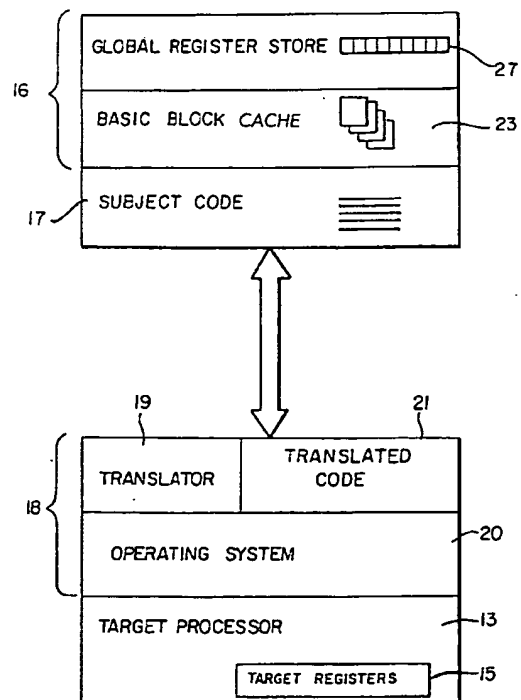 GLOBAL REGISTER STORE
27
16
BASIC BLOCK CACHE
23
17
SUBJECT CODE
19
21
TRANSLATOR
TRANSLATED
CODE
18
OPERATING SYSTEM
20
TARGET PROCESSOR
13
TARGET REGISTERS
15